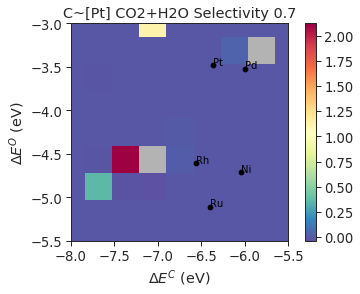 C~[Pt] CO2+H2O Selectivity 0.7
ΔE^O (eV)
−3.0
−3.5
−4.0
−4.5
−5.0
−5.5
−8.0 −7.5 −7.0 −6.5 −6.0 −5.5
ΔE^C (eV)
Pt
Pd
Rh
Ni
Ru
2.00
1.75
1.50
1.25
1.00
0.75
0.50
0.25
0.00